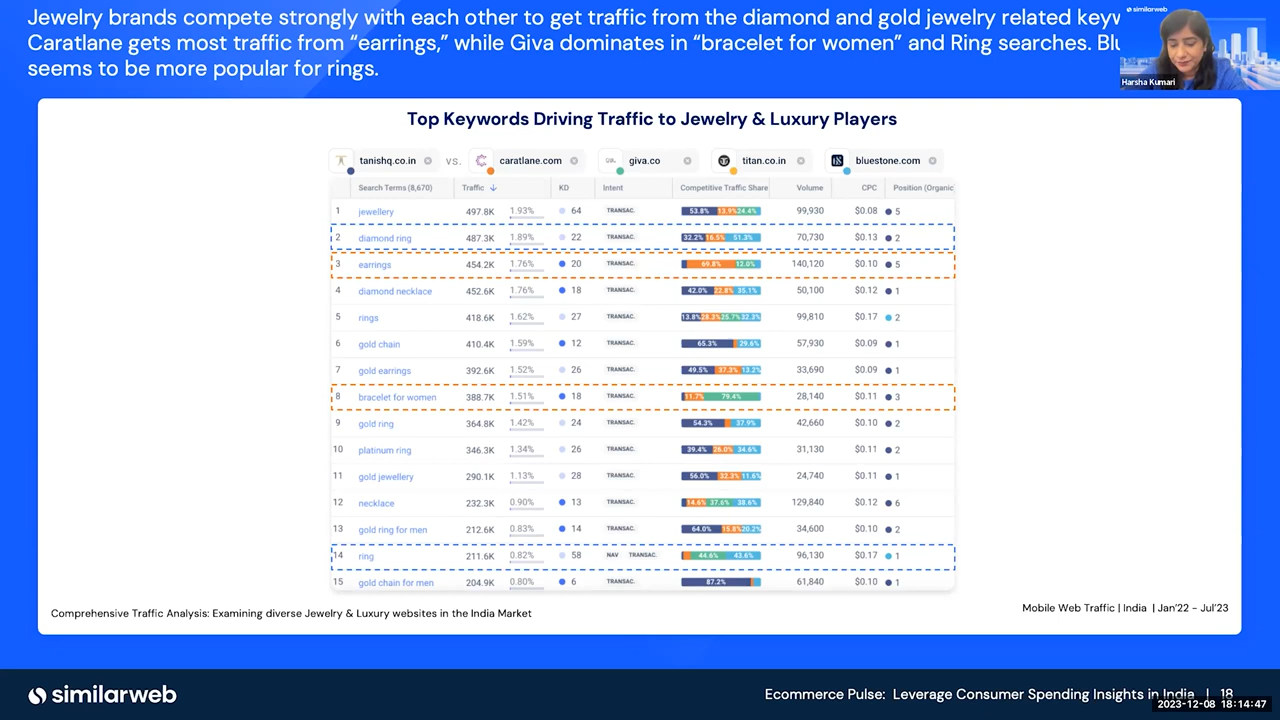 Jewelry brands compete strongly with each other to get traffic from the diamond and gold jewelry related
Caratlane gets most traffic from “earrings,” while Giva dominates in “bracelet for women” and Ring searches.
seems to be more popular for rings.
similarweb
Harsha Kumari
Top Keywords Driving Traffic to Jewelry & Luxury Players
tanishq.co.in vs. caratlane.com giva.co titan.co.in bluestone.com
Search Terms (8,670) Traffic KD Intent Competitive Traffic Share Volume CPC Position (Organic
1 jewellery 497.8K 1.93% 64 TRANSAC. 53.8% 13.9% 24.4% 99,930 $0.08 5
2 diamond ring 487.3K 1.89% 22 TRANSAC. 32.2% 16.5% 51.3% 70,730 $0.13 2
3 earrings 454.2K 1.76% 20 TRANSAC. 69.8% 12.0% 140,120 $0.10 5
4 diamond necklace 452.6K 1.76% 18 TRANSAC. 42.0% 22.8% 35.1% 50,100 $0.12 1
5 rings 418.6K 1.62% 27 TRANSAC. 13.8% 28.3% 25.7% 32.3% 99,810 $0.17 2
6 gold chain 410.4K 1.59% 12 TRANSAC. 65.3% 29.6% 57,930 $0.09 1
7 gold earrings 392.6K 1.52% 26 TRANSAC. 49.5% 37.3% 13.2% 33,690 $0.09 1
8 bracelet for women 388.7K 1.51% 18 TRANSAC. 11.7% 79.4% 28,140 $0.11 3
9 gold ring 364.8K 1.42% 24 TRANSAC. 54.3% 37.9% 42,660 $0.10 2
10 platinum ring 346.3K 1.34% 26 TRANSAC. 39.4% 26.0% 34.6% 31,130 $0.11 2
11 gold jewellery 290.1K 1.13% 28 TRANSAC. 56.0% 32.3% 11.6% 24,740 $0.11 1
12 necklace 232.3K 0.90% 13 TRANSAC. 14.6% 37.6% 38.6% 129,840 $0.12 6
13 gold ring for men 212.6K 0.83% 14 TRANSAC. 64.0% 15.8% 20.2% 34,600 $0.10 2
14 ring 211.6K 0.82% 58 NAV TRANSAC. 44.6% 43.6% 96,130 $0.17 1
15 gold chain for men 204.9K 0.80% 6 TRANSAC. 87.2% 61,840 $0.10 1
Comprehensive Traffic Analysis: Examining diverse Jewelry & Luxury websites in the India Market
Mobile Web Traffic | India | Jan’22 - Jul’23
similarweb
Ecommerce Pulse: Leverage Consumer Spending Insights in India | 18
2023-12-08 18:14:47